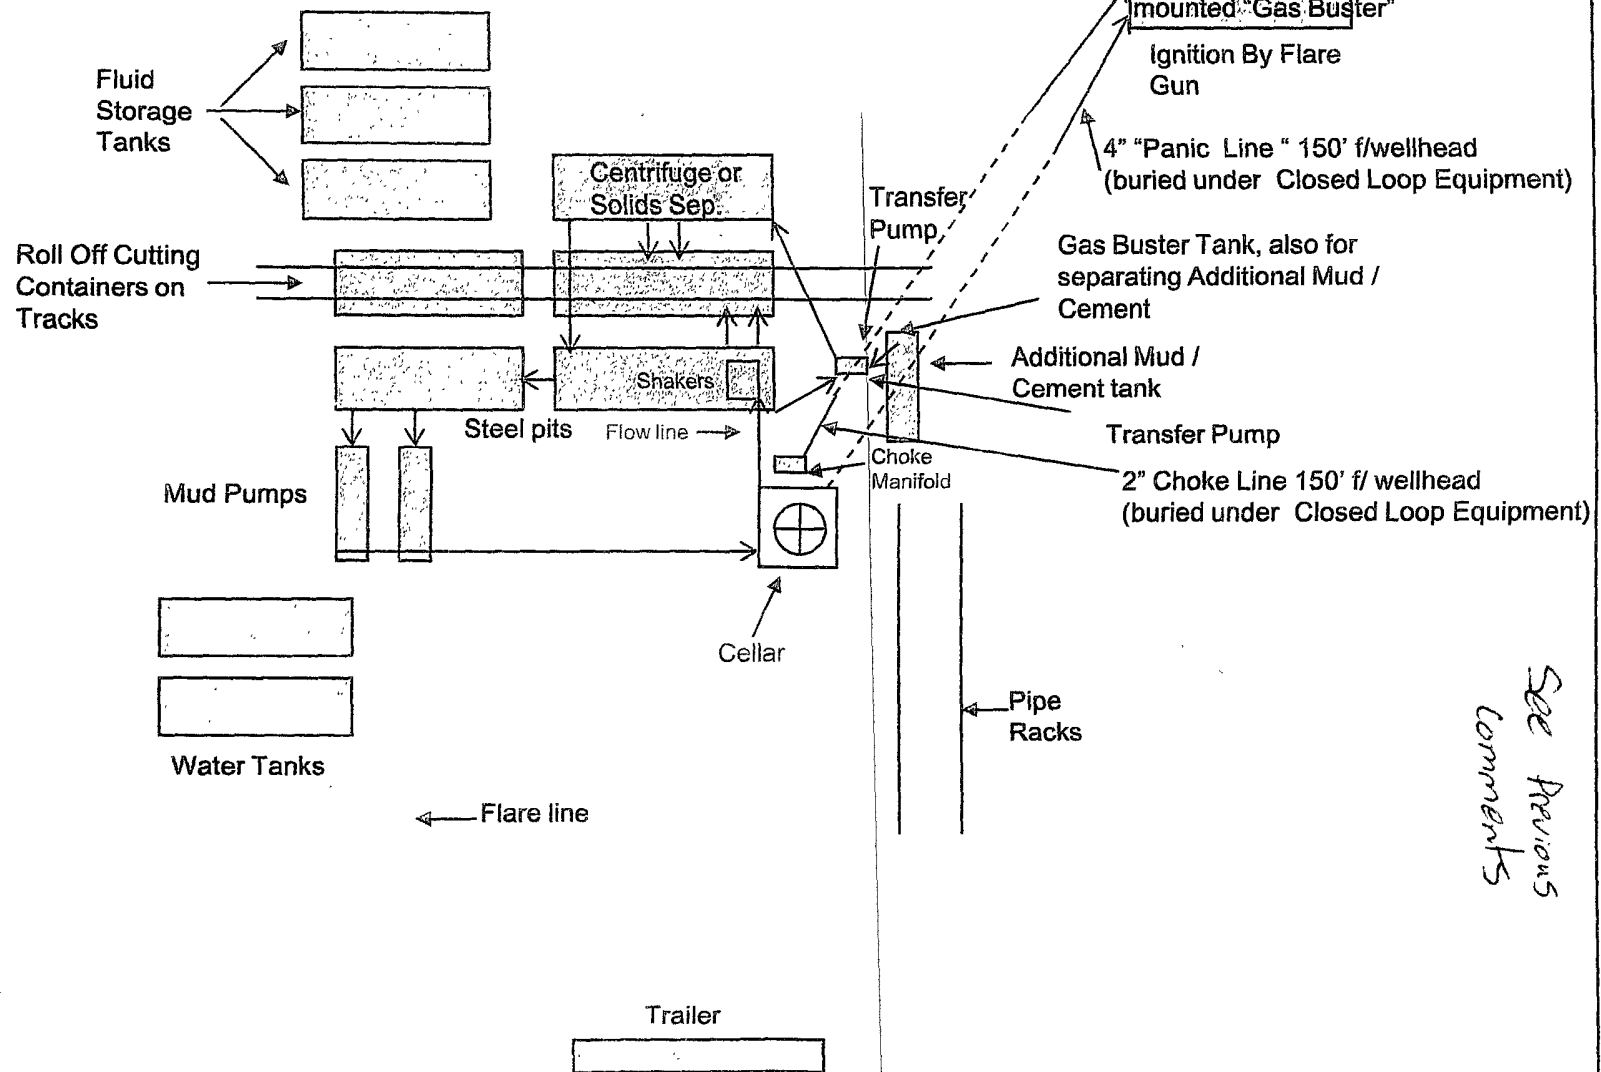 mounted "Gas Buster"
Ignition By Flare
Gun
Fluid
Storage
Tanks
4" "Panic Line " 150' f/wellhead
(buried under Closed Loop Equipment)
Centrifuge or
Solids Sep.
Transfer
Pump
Roll Off Cutting
Containers on
Tracks
Gas Buster Tank, also for
separating Additional Mud /
Cement
Additional Mud /
Cement tank
Shakers
Steel pits
Flow line
Transfer Pump
Choke
Manifold
2" Choke Line 150' f/ wellhead
(buried under Closed Loop Equipment)
Mud Pumps
Cellar
Pipe
Racks
Water Tanks
Flare line
See Previous
Comments
Trailer